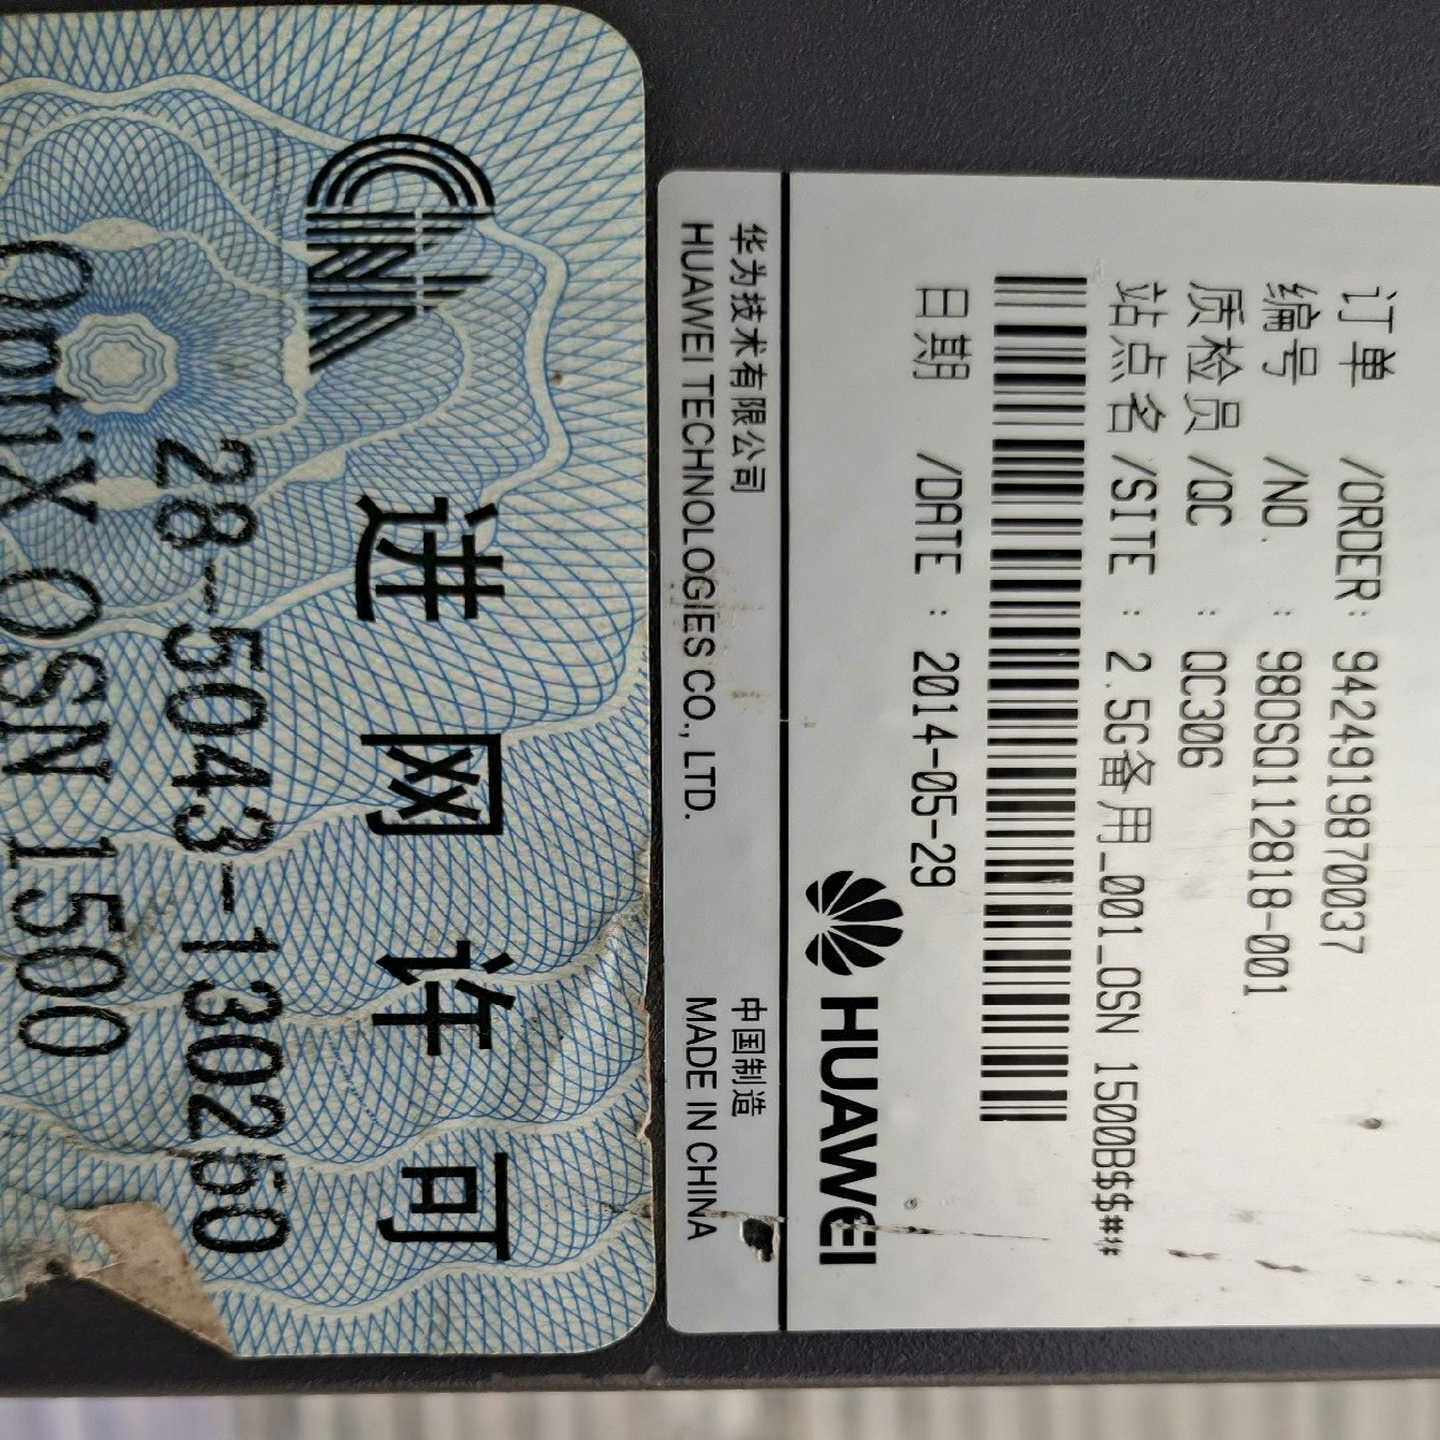 订单 /ORDER: 9424919870037
编号 /NO. : 980SQ112818-001
质检员 /QC : QC306
站点名 /SITE : 2.5G备用_001_OSN 1500B$$#*
日期 /DATE : 2014-05-29
HUAWEI
华为技术有限公司 中国制造
HUAWEI TECHNOLOGIES CO., LTD. MADE IN CHINA
CINA
进网许可
28-5043-130250
OptiX OSN 1500